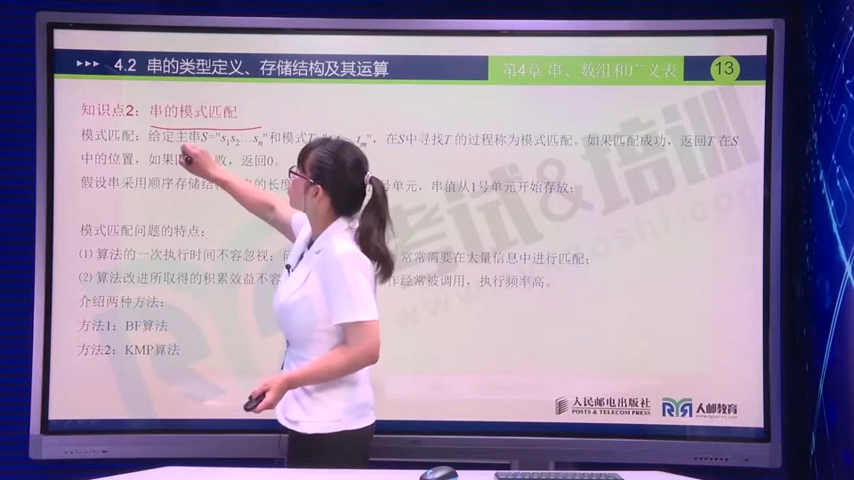 ▸▸▸ 4.2 串的类型定义、存储结构及其运算
第4章 串、数组和广义表
13
知识点2：串的模式匹配
模式匹配：给定主串S="s1s2…sn"和模式T tm"，在S中寻找T 的过程称为模式匹配。如果匹配成功，返回T 在S
中的位置，如果 败，返回0。
假设串采用顺序存储结 的长度 号单元，串值从1号单元开始存放；
模式匹配问题的特点：
⑴ 算法的一次执行时间不容忽视； 常常需要在大量信息中进行匹配；
⑵ 算法改进所取得的积累效益不容 作经常被调用，执行频率高。
介绍两种方法：
方法1：BF算法
方法2：KMP算法
人民邮电出版社
POSTS & TELECOM PRESS
人邮教育
考试&培训